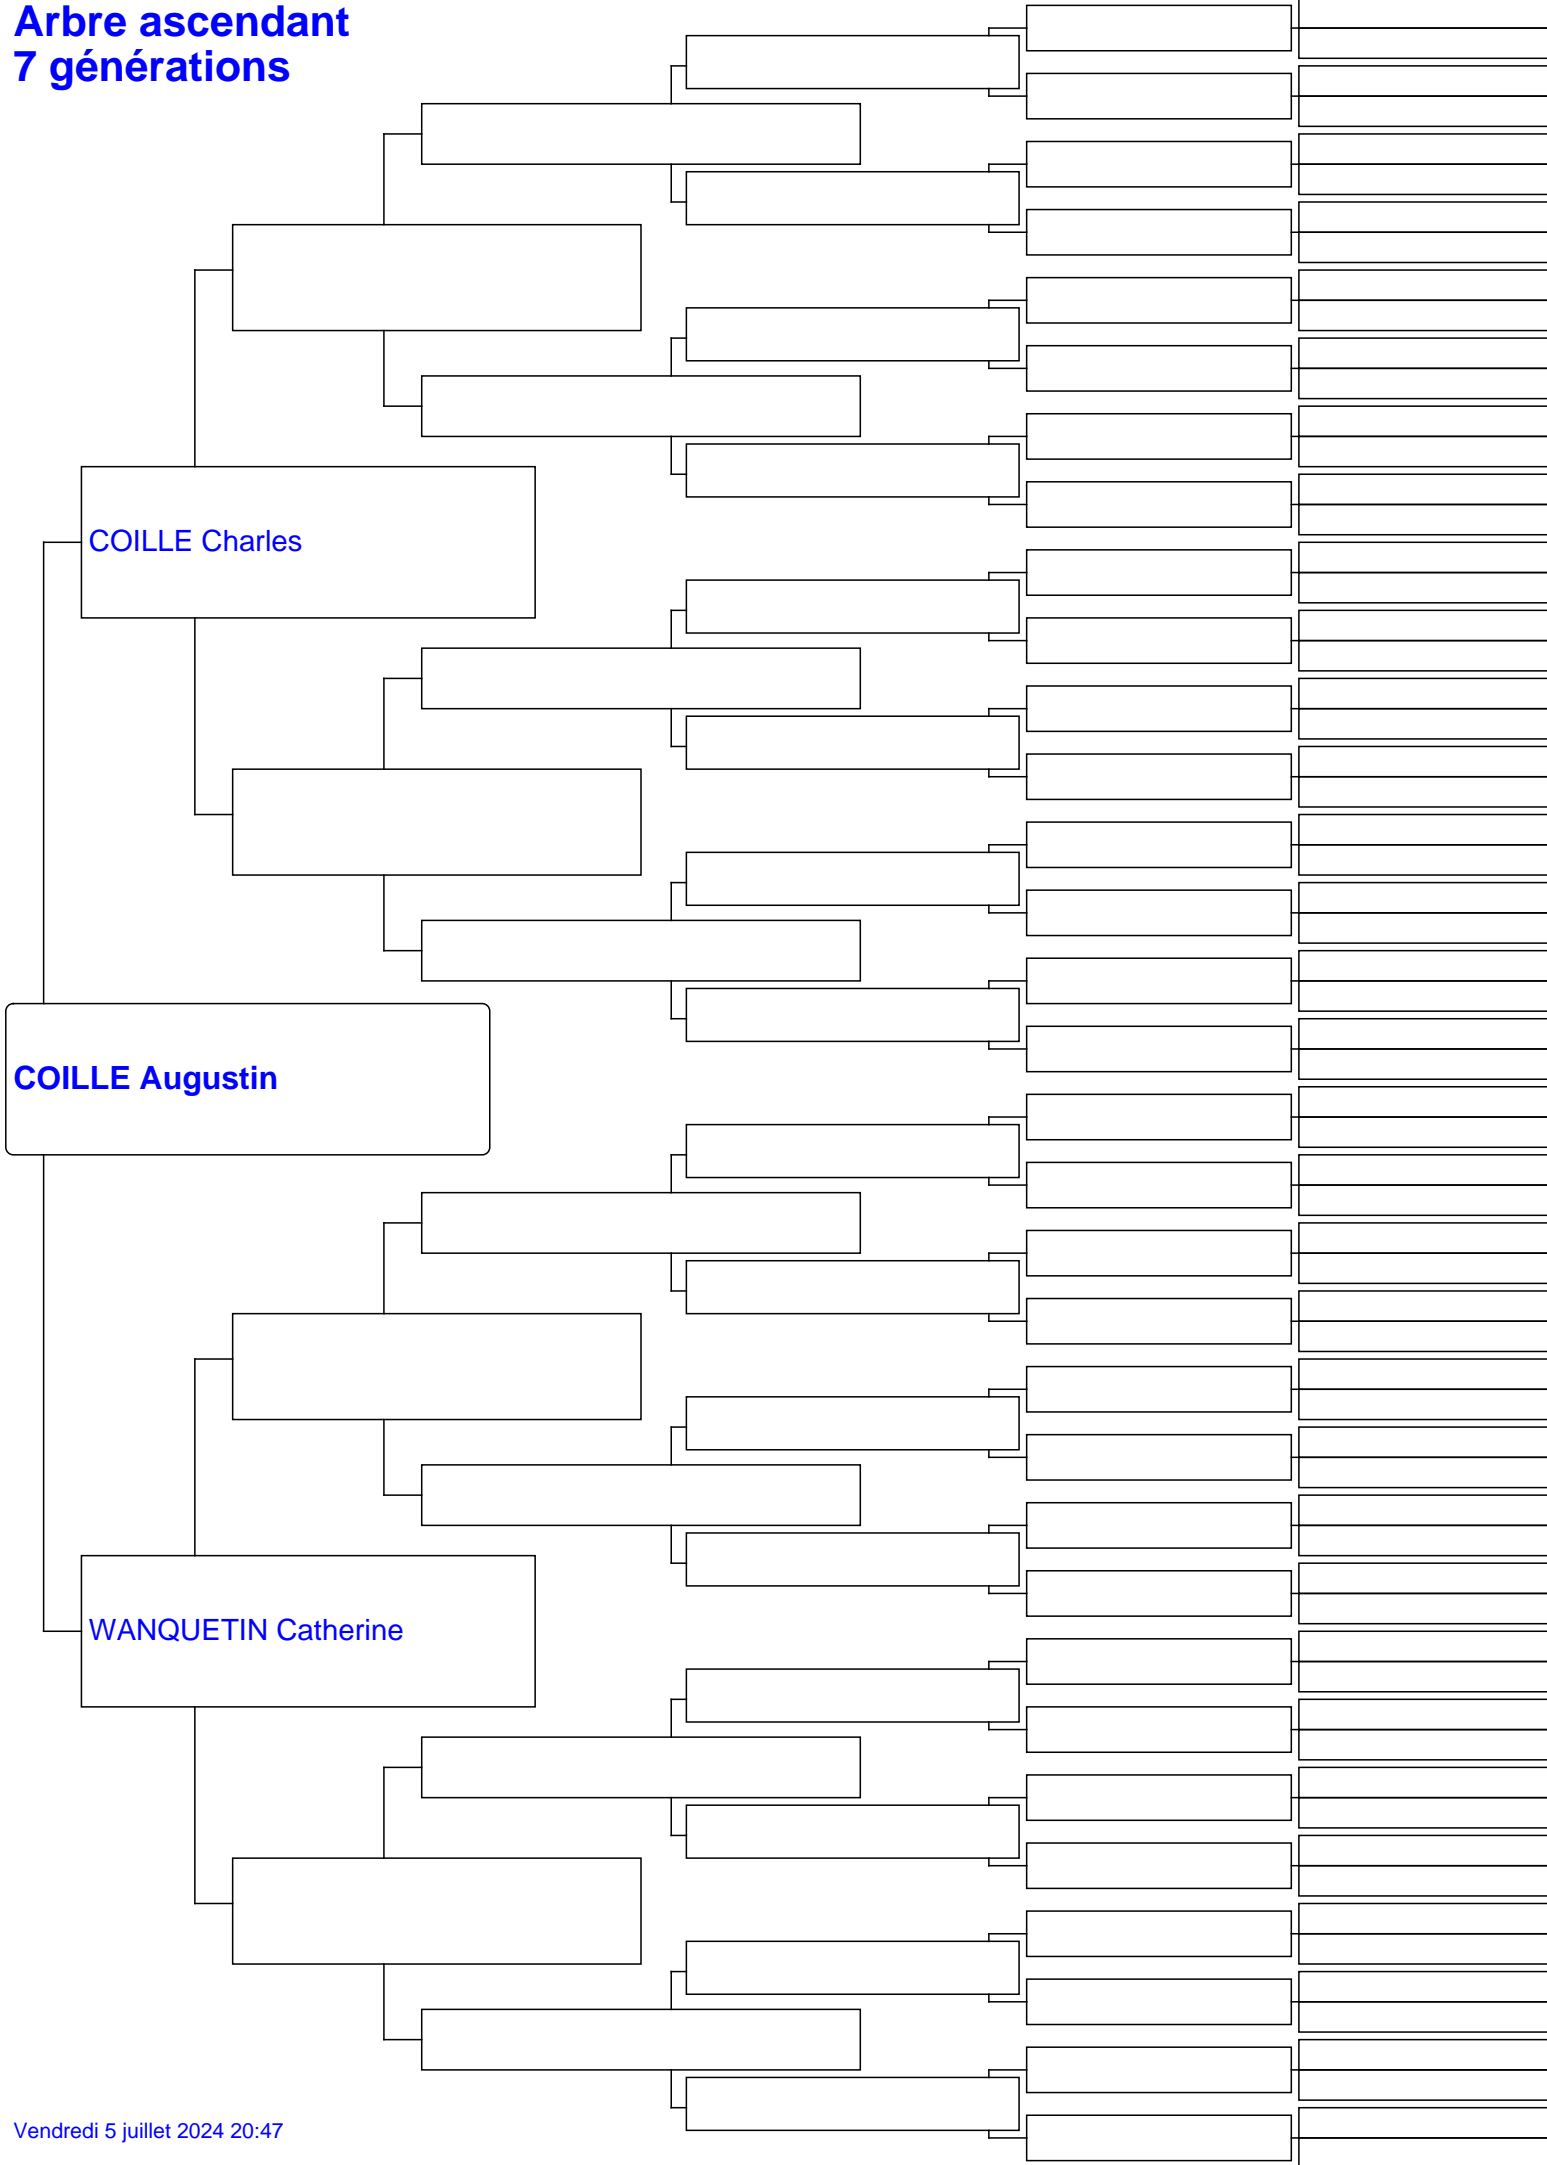 Arbre ascendant
7 générations
COILLE Charles
COILLE Augustin
WANQUETIN Catherine
Vendredi 5 juillet 2024 20:47